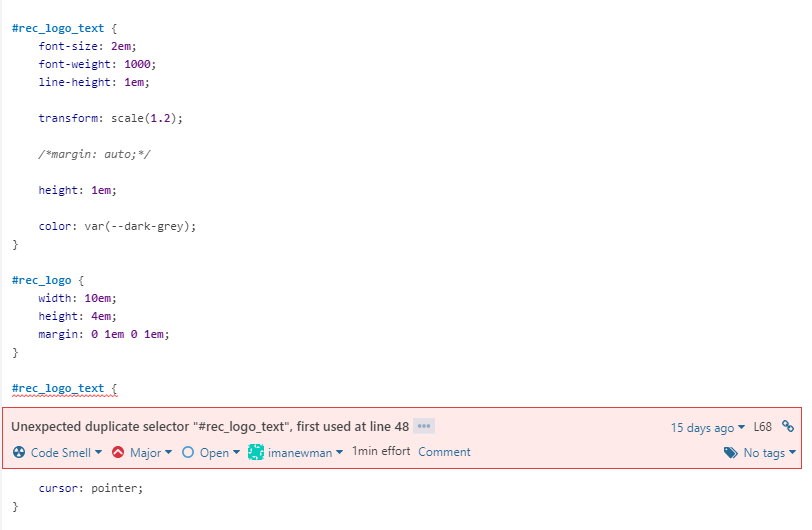 #rec_logo_text {
font-size: 2em;
font-weight: 1000;
line-height: 1em;
transform: scale(1.2);
/*margin: auto;*/
height: 1em;
color: var(--dark-grey);
}
#rec_logo {
width: 10em;
height: 4em;
margin: 0 1em 0 1em;
}
#rec_logo_text {
Unexpected duplicate selector "#rec_logo_text", first used at line 48 ••• 15 days ago L68
Code Smell Major Open imanewman 1min effort Comment No tags
cursor: pointer;
}